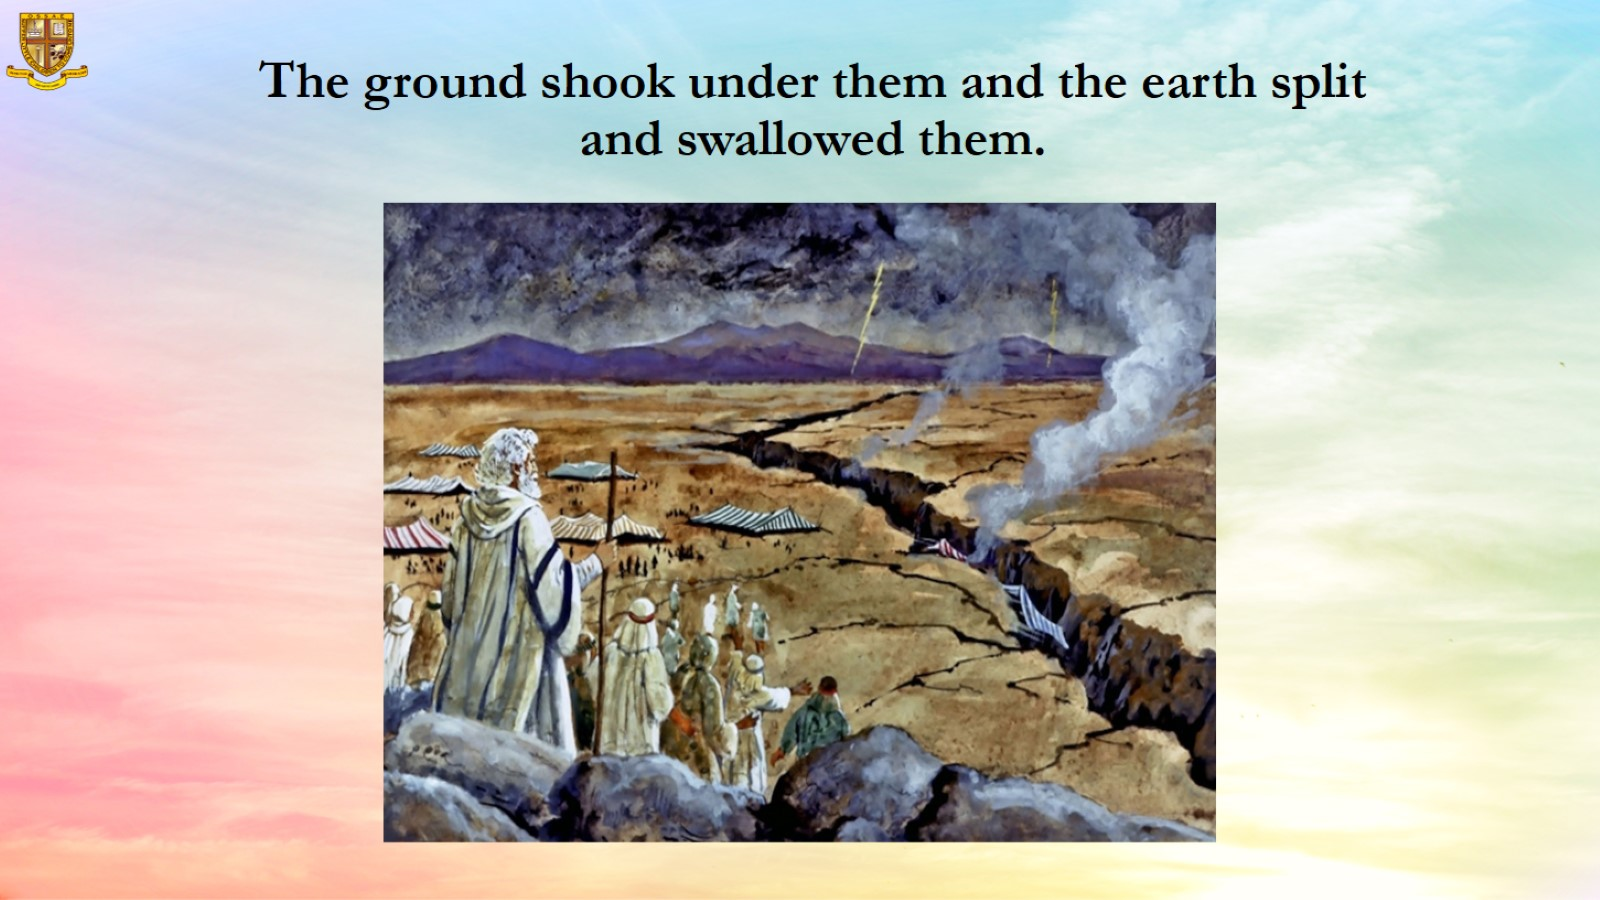 O.S.S.A.E
The ground shook under them and the earth split
and swallowed them.